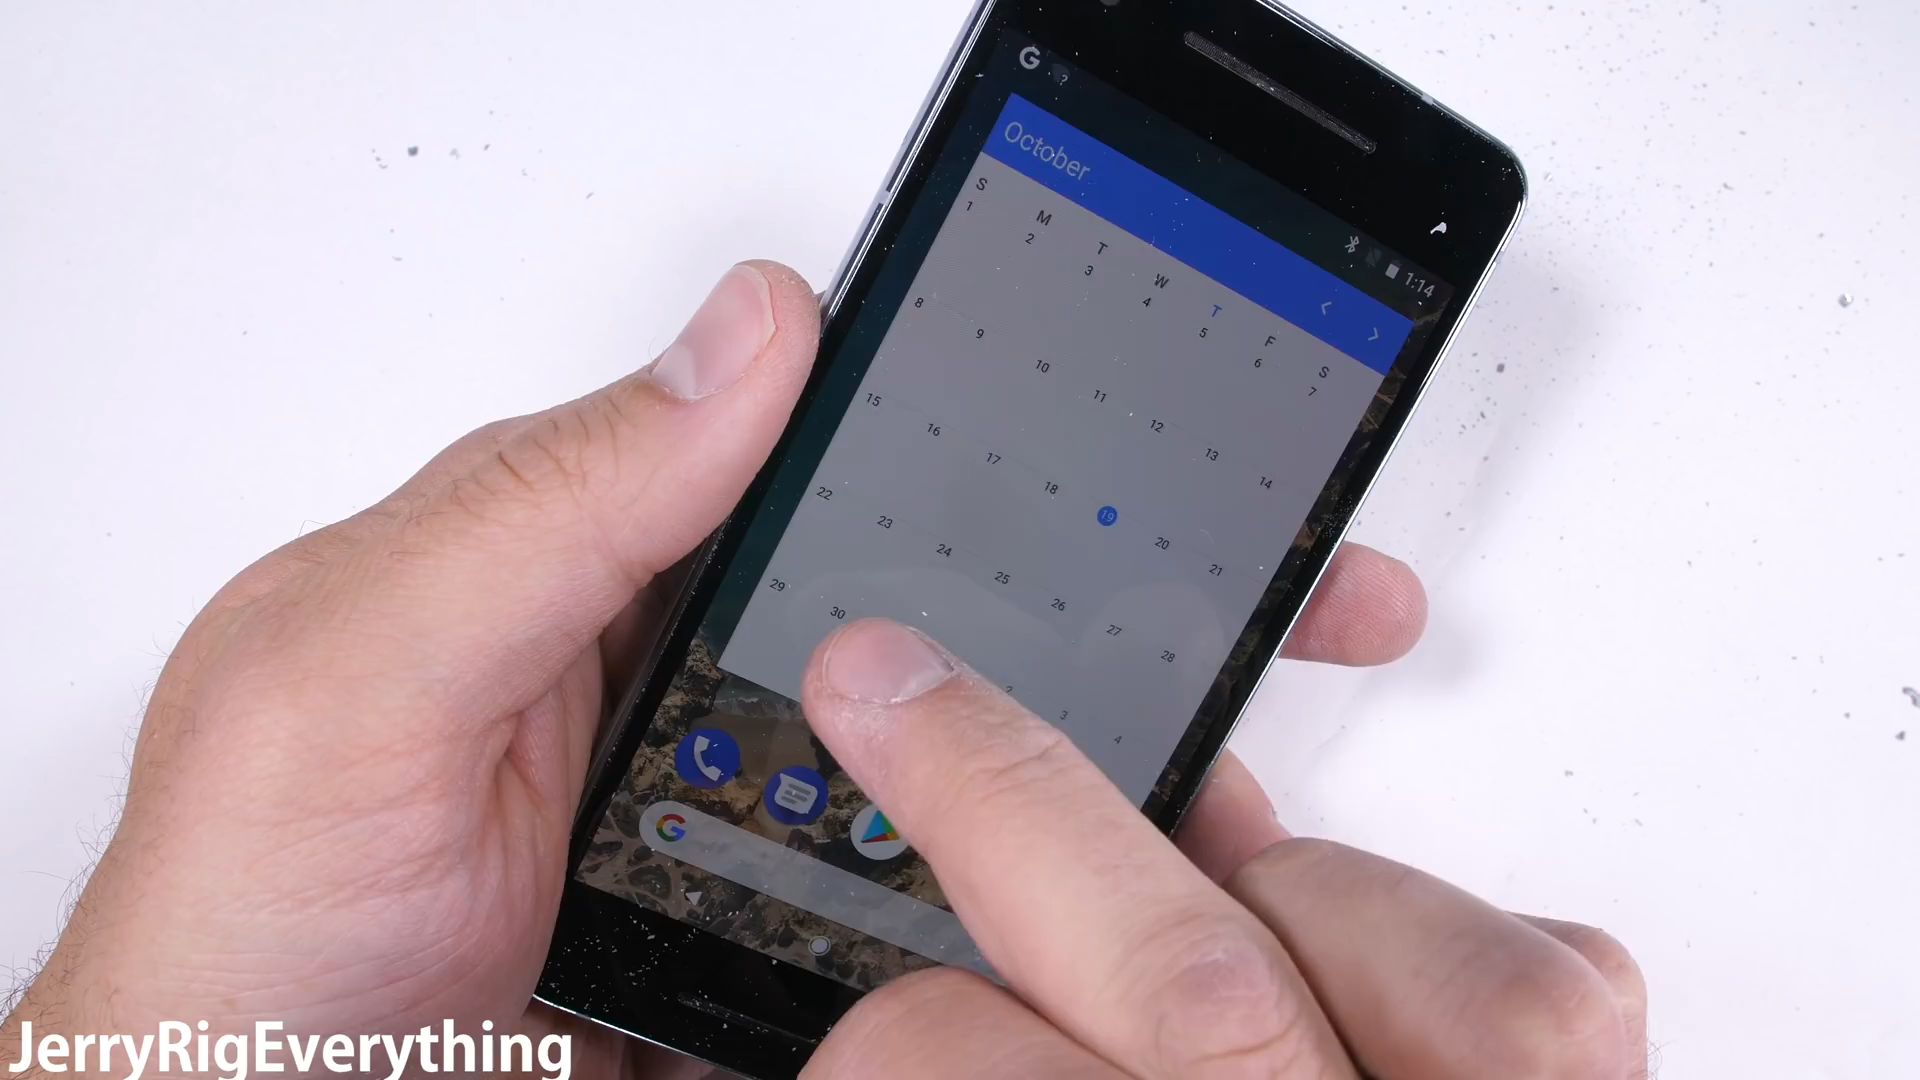 G
1:14
October
< >
S M T W T F S
1 2 3 4 5 6 7
8 9 10 11 12 13 14
15 16 17 18 19 20 21
22 23 24 25 26 27 28
29 30 2 3 4
G
JerryRigEverything